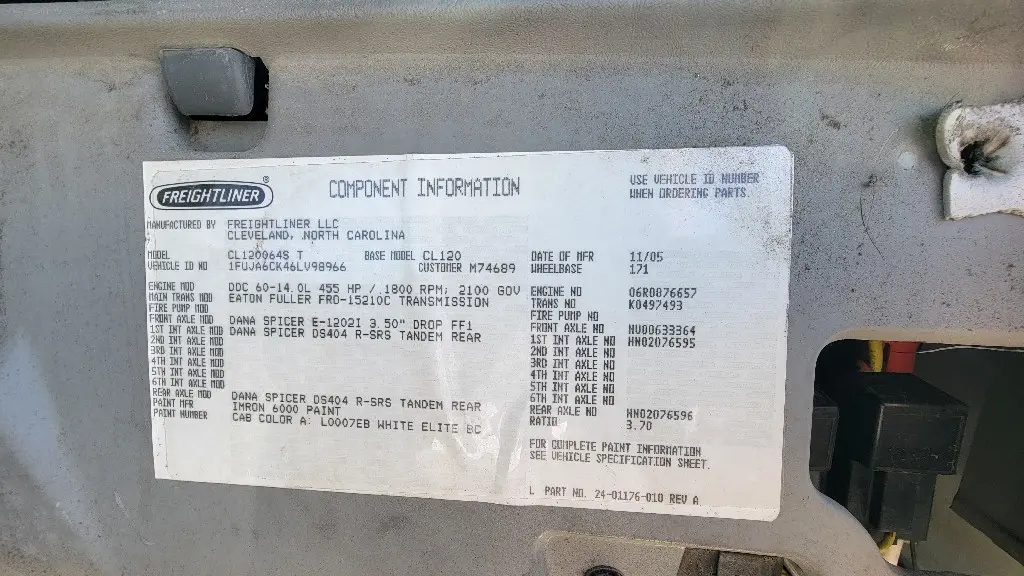 FREIGHTLINER ® COMPONENT INFORMATION USE VEHICLE ID NUMBER
WHEN ORDERING PARTS.
MANUFACTURED BY FREIGHTLINER LLC
CLEVELAND, NORTH CAROLINA
MODEL CL120064S T BASE MODEL CL120 DATE OF MFR 11/05
VEHICLE ID NO 1FUJA6CK46LV98966 CUSTOMER M74689 WHEELBASE 171
ENGINE MOD DDC 60-14.0L 455 HP / 1800 RPM; 2100 GOV ENGINE NO 06R0876657
MAIN TRANS MOD EATON FULLER FRO-15210C TRANSMISSION TRANS NO K0497493
FIRE PUMP MOD FIRE PUMP NO
FRONT AXLE MOD DANA SPICER E-1202I 3.50" DROP FF1 FRONT AXLE NO NU00633364
1ST INT AXLE MOD DANA SPICER DS404 R-SRS TANDEM REAR 1ST INT AXLE NO HN02076595
2ND INT AXLE MOD 2ND INT AXLE NO
3RD INT AXLE MOD 3RD INT AXLE NO
4TH INT AXLE MOD 4TH INT AXLE NO
5TH INT AXLE MOD 5TH INT AXLE NO
6TH INT AXLE MOD 6TH INT AXLE NO
REAR AXLE MOD DANA SPICER DS404 R-SRS TANDEM REAR REAR AXLE NO HN02076596
PAINT MFR IMRON 6000 PAINT RATIO 3.70
PAINT NUMBER CAB COLOR A: L0007EB WHITE ELITE BC
FOR COMPLETE PAINT INFORMATION
SEE VEHICLE SPECIFICATION SHEET.
L PART NO. 24-01176-010 REV A